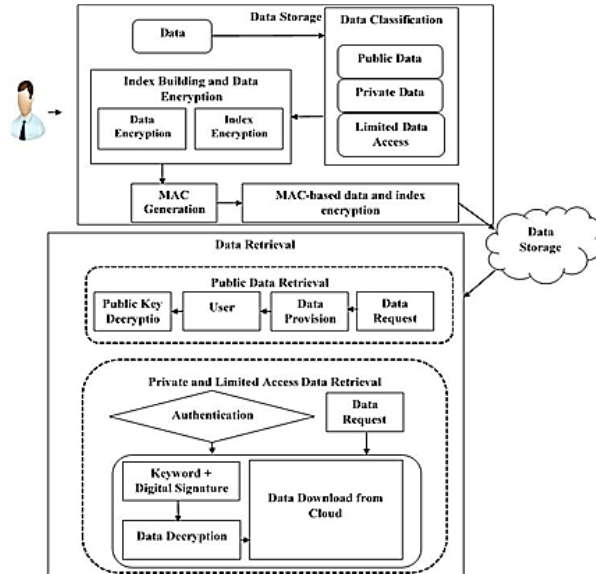 Data Storage
Data
Data Classification
Public Data
Private Data
Limited Data
Access
Index Building and Data
Encryption
Data
Encryption
Index
Encryption
MAC
Generation
MAC-based data and index
encryption
Data
Storage
Data Retrieval
Public Data Retrieval
Public Key
Decryptio
User
Data
Provision
Data
Request
Private and Limited Access Data Retrieval
Authentication
Data
Request
Keyword +
Digital Signature
Data Decryption
Data Download from
Cloud